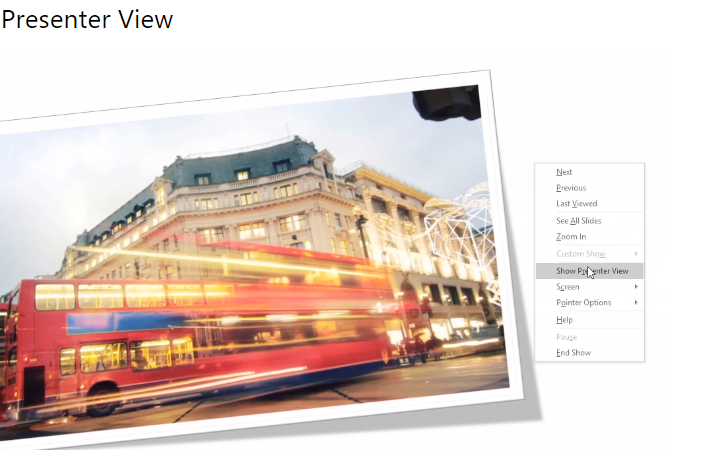 Presenter View
Next
Previous
Last Viewed
See All Slides
Zoom In
Custom Show
Show Presenter View
Screen
Pointer Options
Help
Pause
End Show